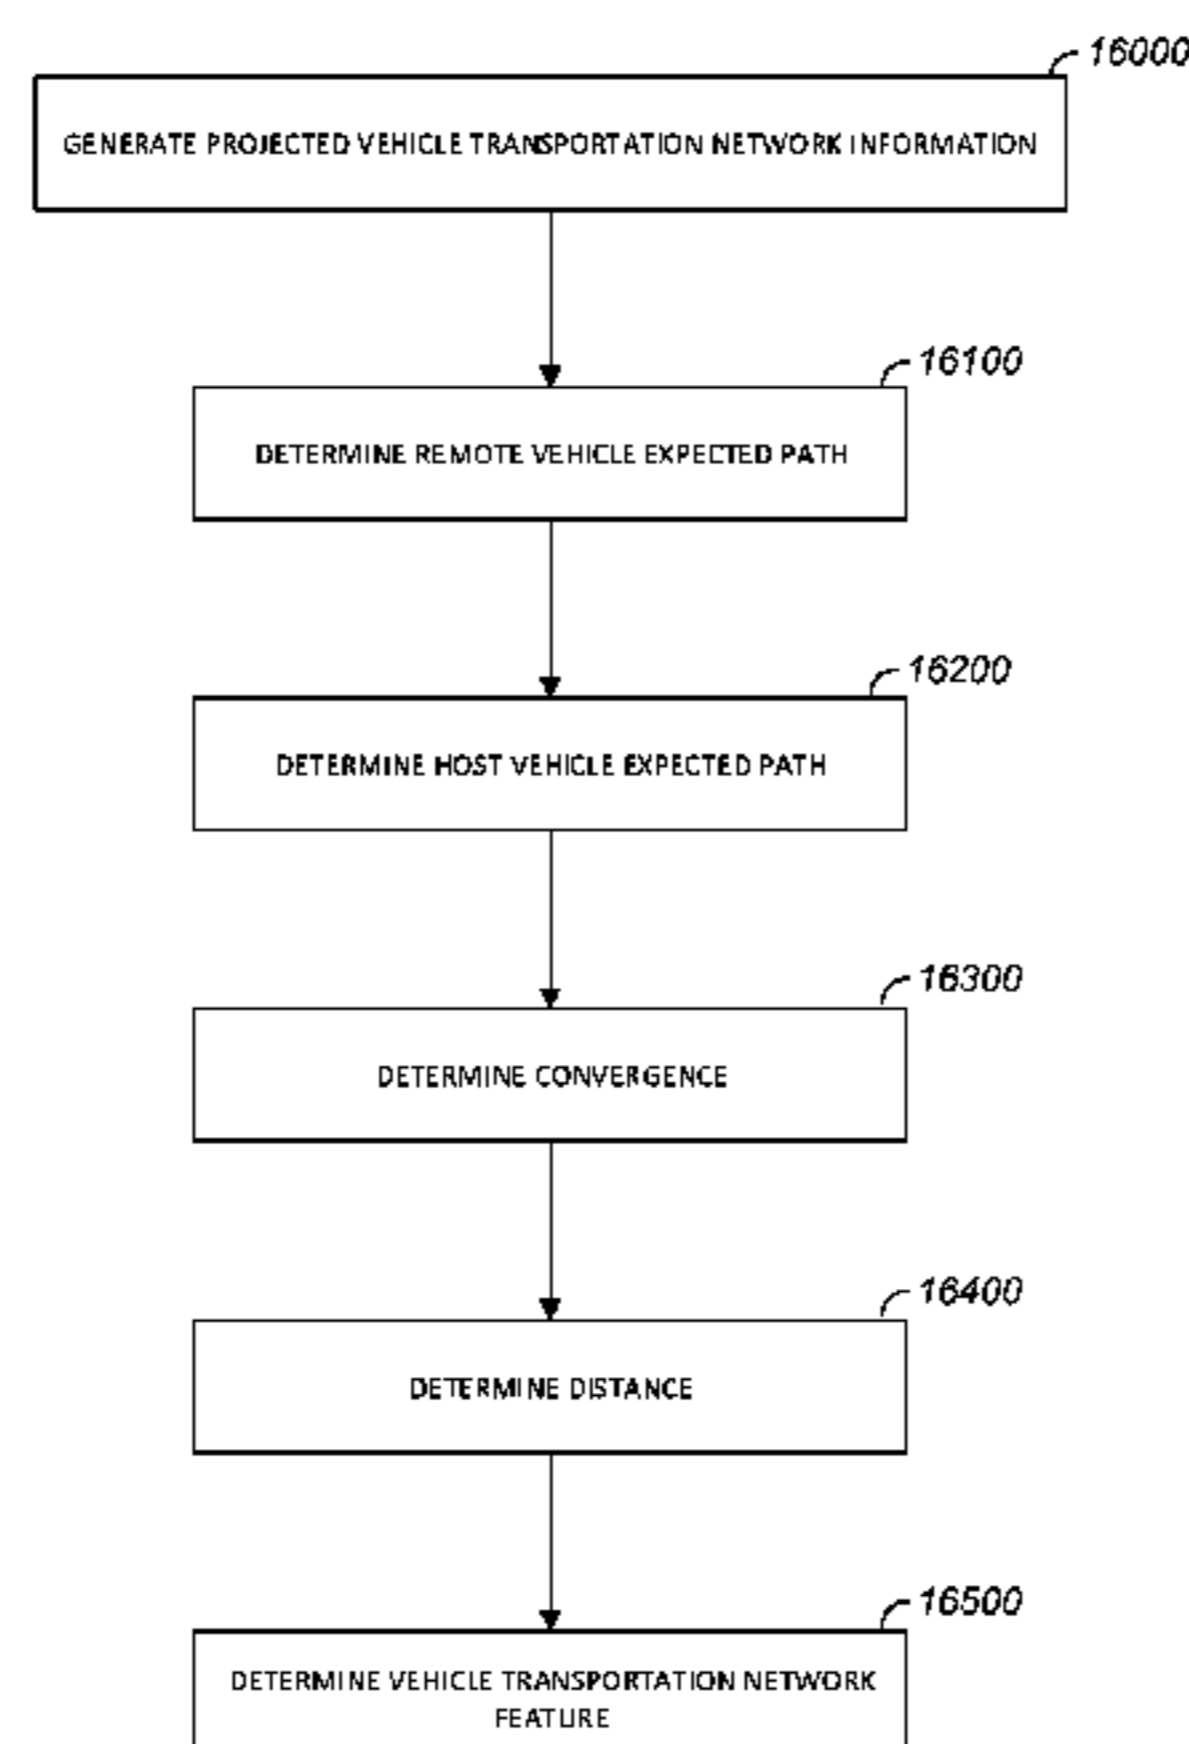 16000
GENERATE PROJECTED VEHICLE TRANSPORTATION NETWORK INFORMATION
16100
DETERMINE REMOTE VEHICLE EXPECTED PATH
16200
DETERMINE HOST VEHICLE EXPECTED PATH
16300
DETERMINE CONVERGENCE
16400
DETERMINE DISTANCE
16500
DETERMINE VEHICLE TRANSPORTATION NETWORK
FEATURE